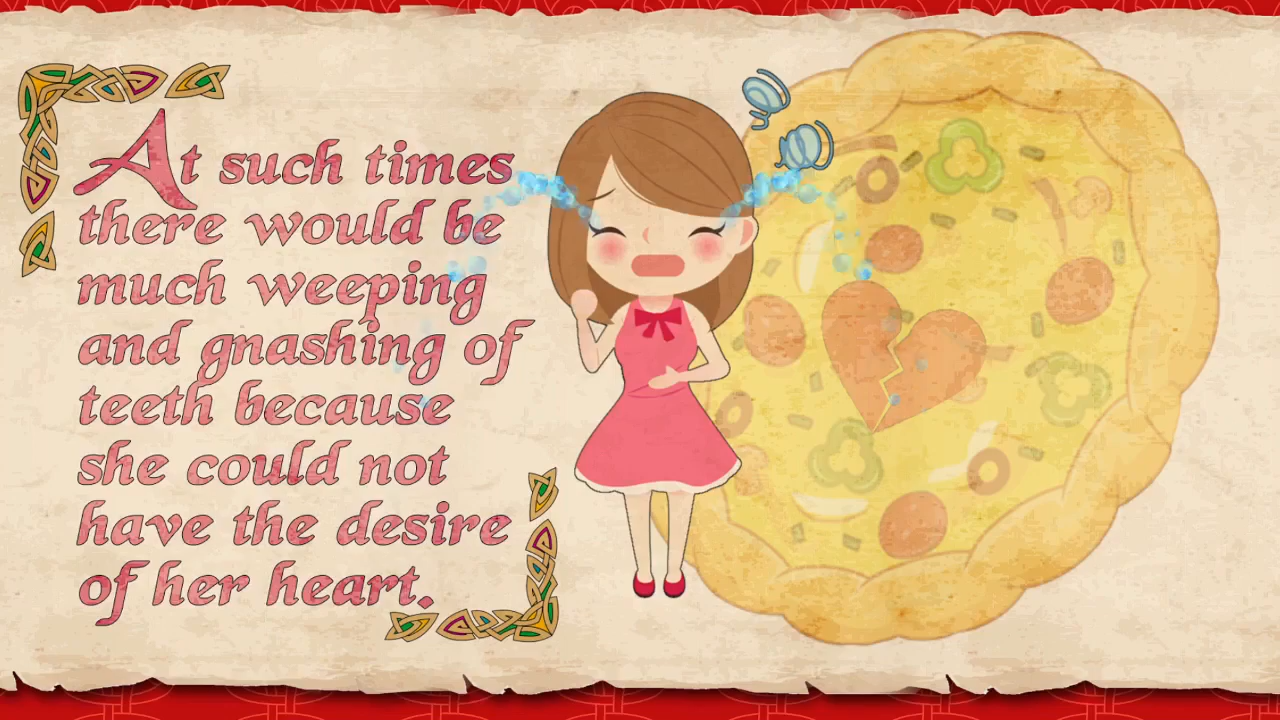 At such times
there would be
much weeping
and gnashing of
teeth because
she could not
have the desire
of her heart.